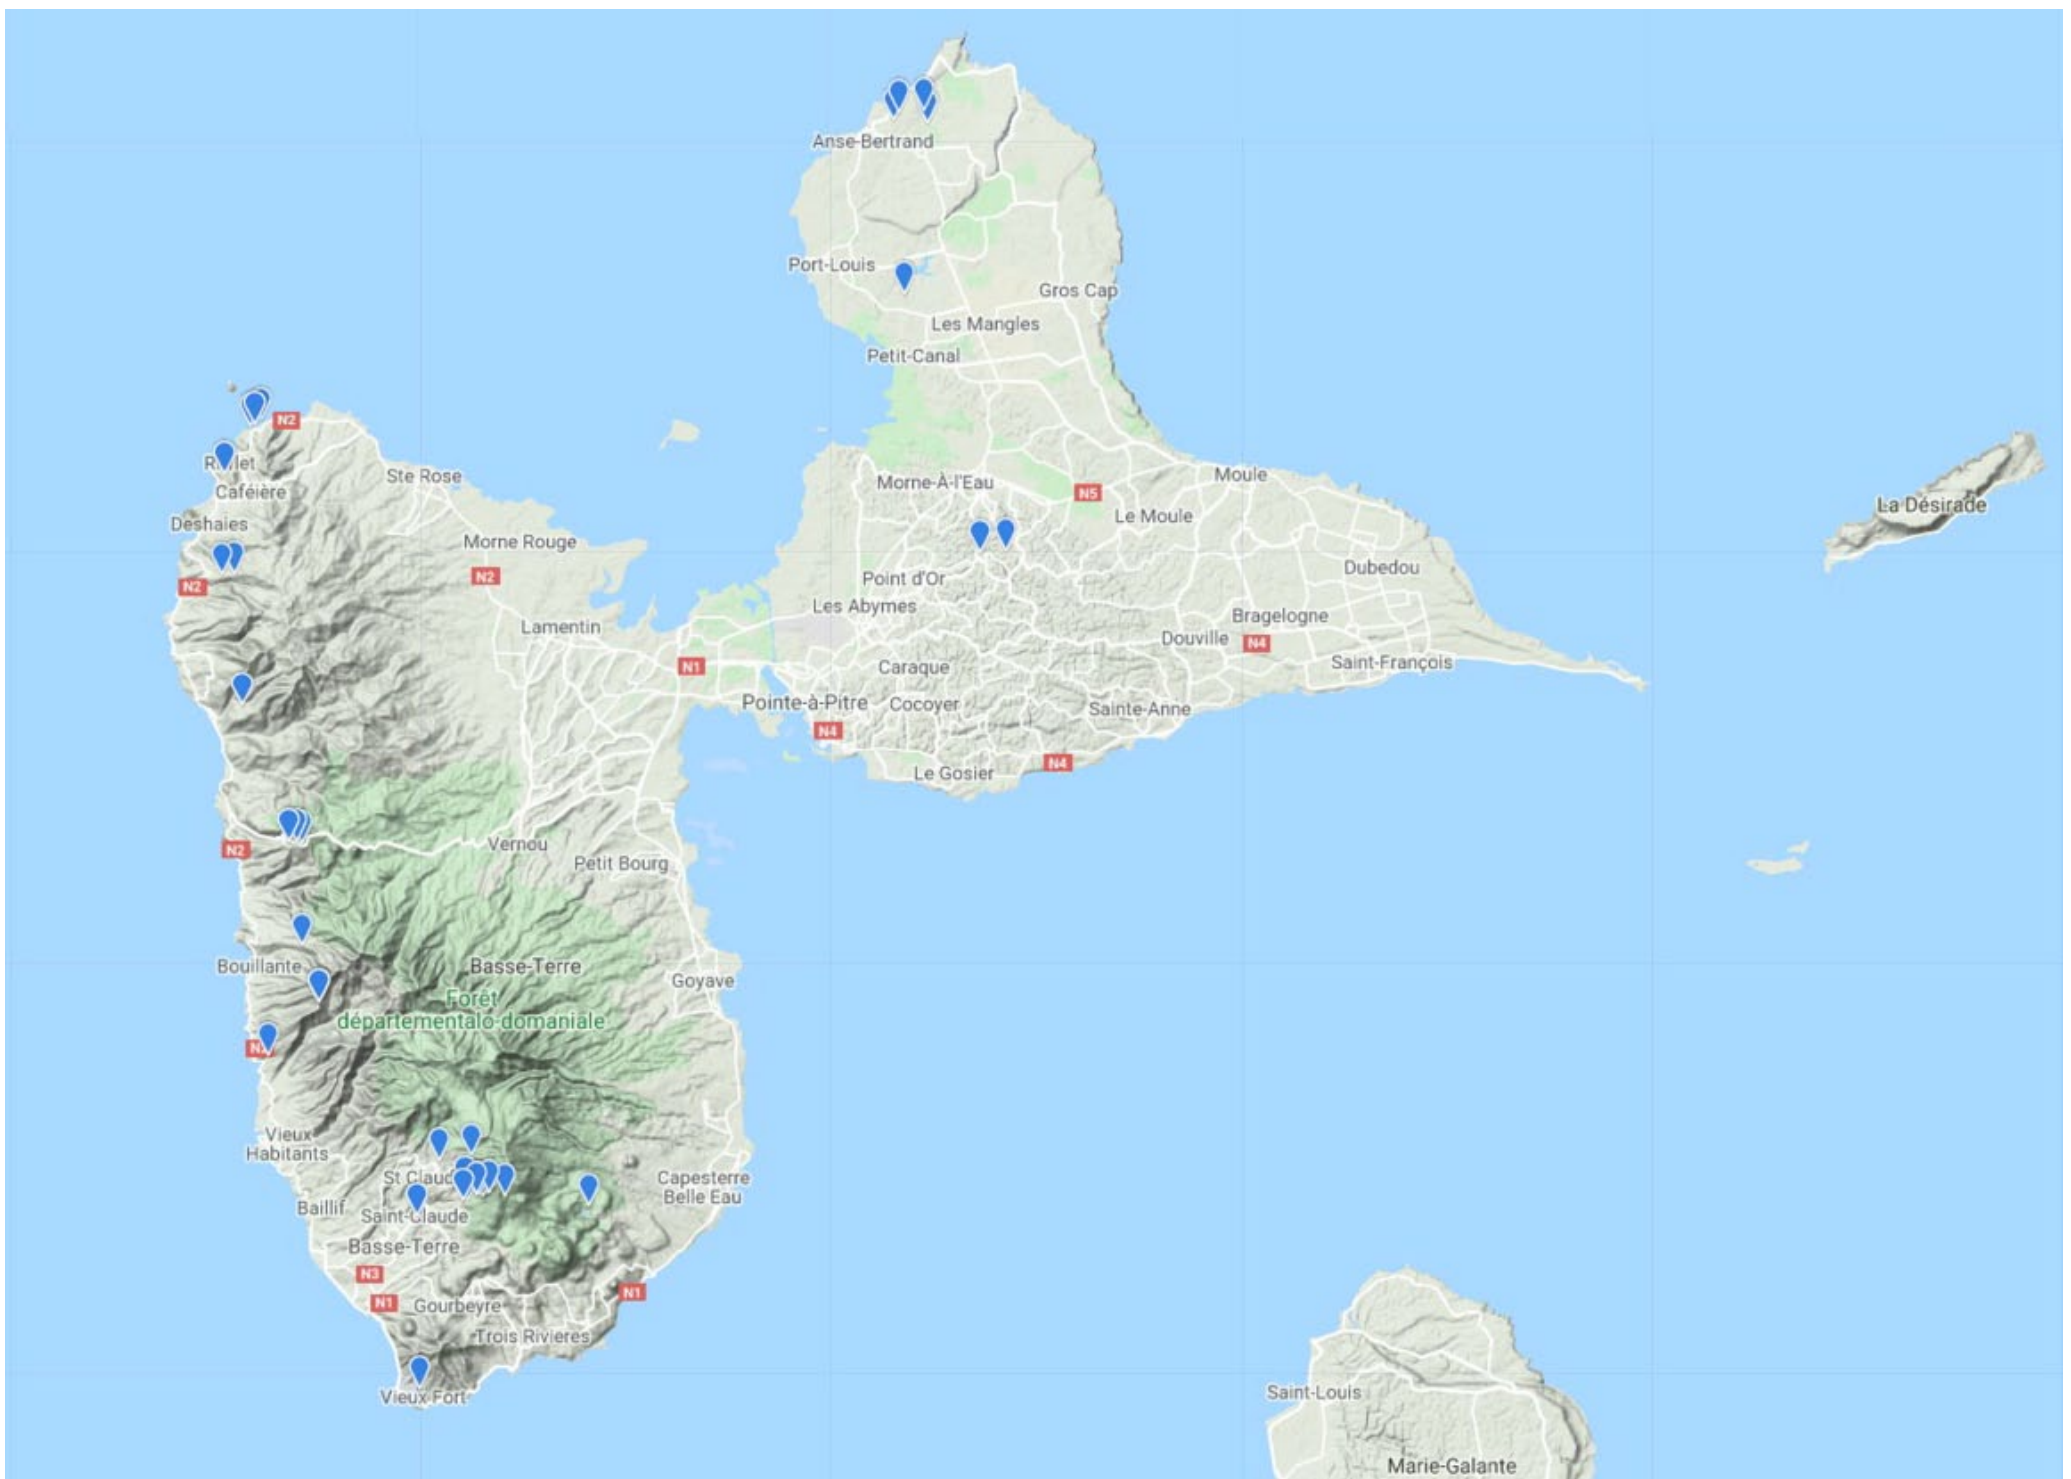 Anse-Bertrand
Port-Louis
Gros Cap
Les Mangles
Petit-Canal
N2
Caféière
Ste Rose
Deshaies
Morne-À-l'Eau
N5
Moule
Le Moule
La Désirade
Morne Rouge
N2
N2
Point d'Or
Dubedou
Les Abymes
Bragelogne
Lamentin
Douville
N4
Saint-François
N1
Caraque
Pointe-à-Pitre
Cocoyer
Sainte-Anne
N4
N4
Le Gosier
N2
Vernou
Petit Bourg
Bouillante
Basse-Terre
Goyave
Forêt
départementalo-domaniale
Vieux
Habitants
Capesterre
Belle Eau
Baillif
Saint-Claude
Basse-Terre
N3
N1
N1
Gourbeyre
Trois Rivieres
Vieux Fort
Saint-Louis
Marie-Galante